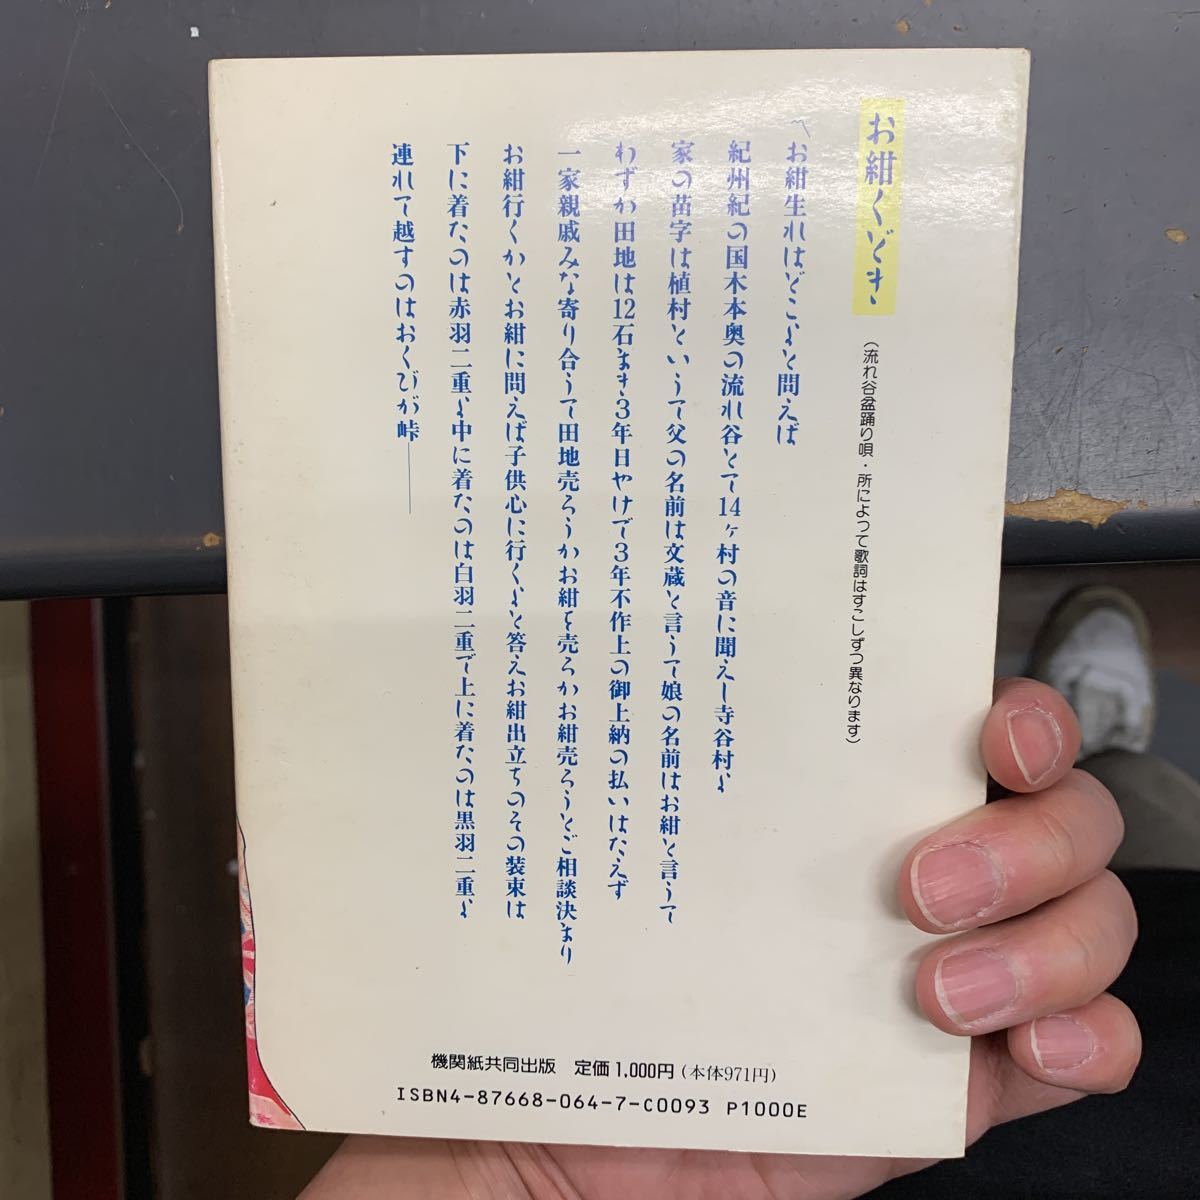 お紺くどき
(流れ谷盆踊り唄・所によって歌詞はすこしずつ異なります)
〽お紺生れはどこよと問えば
紀州紀の国木本奥の流れ谷とて14ヶ村の音に聞えし寺谷村よ
家の苗字は植村というて父の名前は文蔵と言うて娘の名前はお紺と言うて
わずか田地は12石まき3年日やけで3年不作上の御上納の払いはたえず
一家親戚みな寄り合うて田地売ろうかお紺を売ろかお紺売ろうとご相談決まり
お紺行くかとお紺に問えば子供心に行くよと答えお紺出立ちのその装束は
下に着たのは赤羽二重よ中に着たのは白羽二重で上に着たのは黒羽二重よ
連れて越すのはおくびが峠——
機関紙共同出版 定価1,000円(本体971円)
ISBN4-87668-064-7-C0093 P1000E